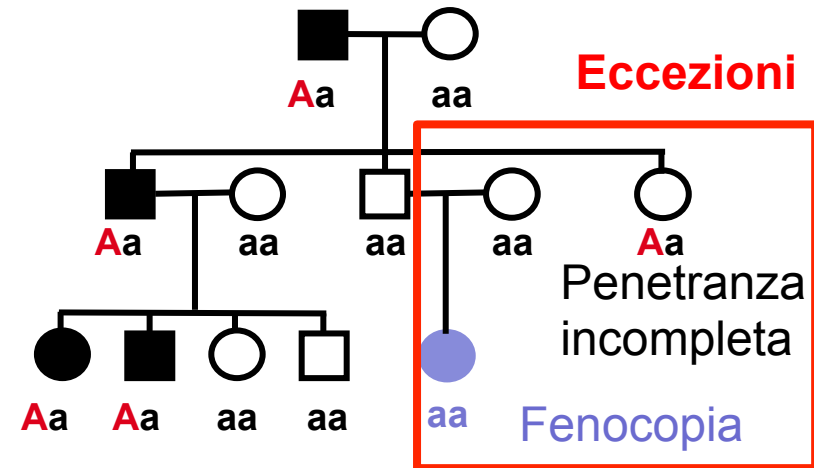 Eccezioni
Aa aa
Aa aa aa aa Aa
Penetranza
incompleta
Aa Aa aa aa aa
Fenocopia